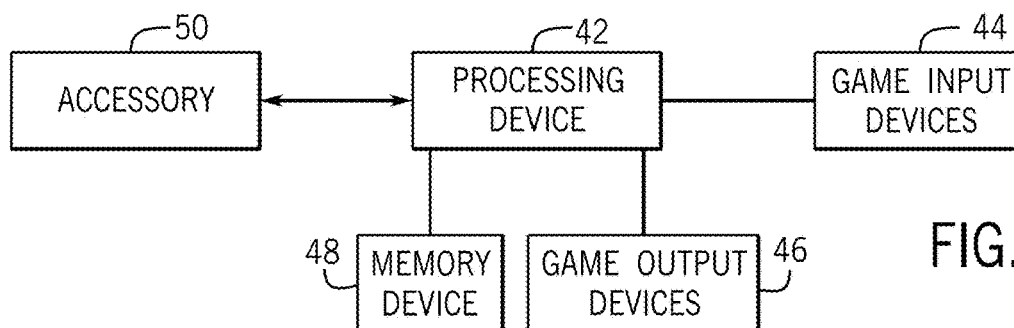 50
42
44
ACCESSORY
PROCESSING
DEVICE
GAME INPUT
DEVICES
48
MEMORY
DEVICE
GAME OUTPUT
DEVICES
46
FIG.